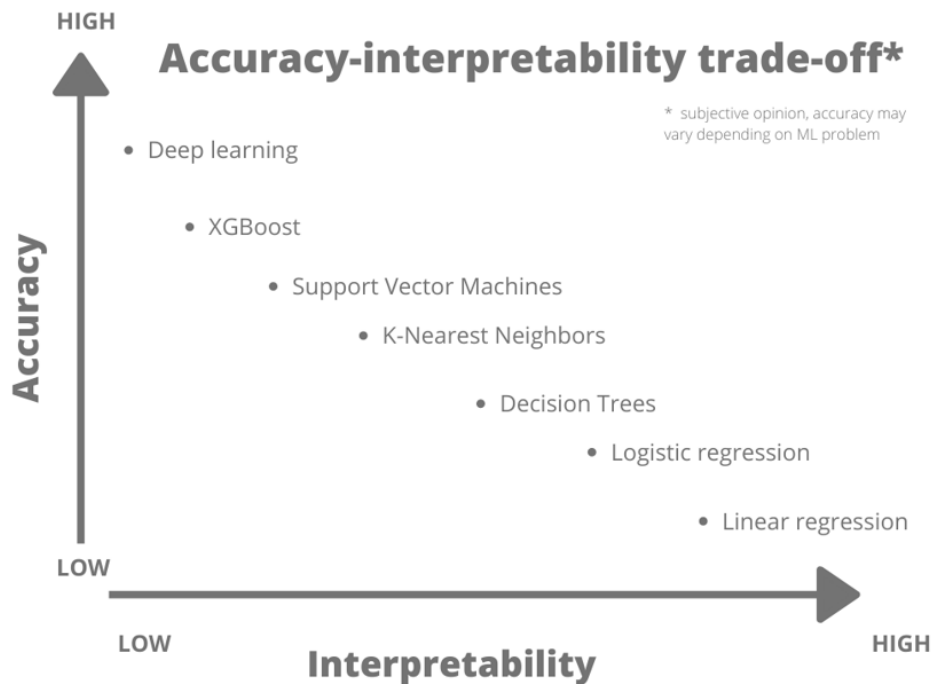 HIGH
Accuracy-interpretability trade-off*
* subjective opinion, accuracy may
vary depending on ML problem
Deep learning
XGBoost
Support Vector Machines
K-Nearest Neighbors
Decision Trees
Logistic regression
Linear regression
Accuracy
LOW
LOW
HIGH
Interpretability